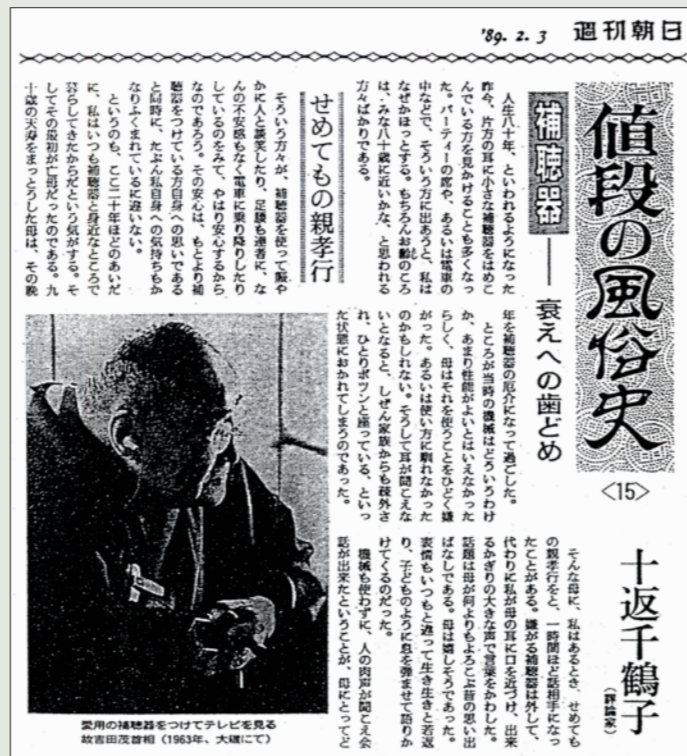 '89. 2. 3 週刊朝日
値段の風俗史
〈15〉
補聴器
―― 衰えへの歯どめ
十返千鶴子
(評論家)
人生八十年、といわれるようになった
昨今、片方の耳に小さな補聴器をはめこ
んでいる方を見かけることも多くなっ
た。パーティーの席や、あるいは電車の
中などで、そういう方に出あうと、私は
なぜかほっとする。もちろんお齢のころ
は、みな八十歳に近いかな、と思われる
方々ばかりである。
せめてもの親孝行
そういう方々が、補聴器を使って賑や
かに人と談笑したり、足腰も達者に、な
んの不安感もなく電車に乗り降りしたり
しているのをみて、やはり安心するから
なのであろう。その安心は、もとより補
聴器をつけている方自身への思いである
と同時に、たぶん私自身への気持ちもか
なりふくまれているに違いない。
というのも、ここ二十年ほどのあいだ
に、私はいつも補聴器と身近なところで
暮らしてきたからだという気がする。そ
してその最初が亡母だったのである。九
十歳の天寿をまっとうした母は、その晩
年を補聴器の厄介になって過ごした。
ところが当時の機械はどういうわけ
か、あまり性能がよいとはいえなかった
らしく、母はそれを使うことをひどく嫌
がった。あるいは使い方に馴れなかった
のかもしれない。そうして耳が聞こえな
いとなると、しぜん家族からも疎外さ
れ、ひとりポツンと座っている、といっ
た状態におかれてしまうのであった。
そんな母に、私はあるとき、せめても
の親孝行をと、一時間ほど話相手になっ
たことがある。嫌がる補聴器は外して、
代わりに私が母の耳に口を近づけ、出来
るかぎりの大きな声で言葉をかわした。
話題は母が何よりもよろこぶ昔の思い出
ばなしである。母は嬉しそうであった。
表情もいつもと違って生き生きと若返
り、子どものように息を弾ませて語りか
けてくるのだった。
機械も使わずに、人の肉声が聞こえ会
話が出来たということが、母にとってど
愛用の補聴器をつけてテレビを見る
故吉田茂首相(1963年、大磯にて)